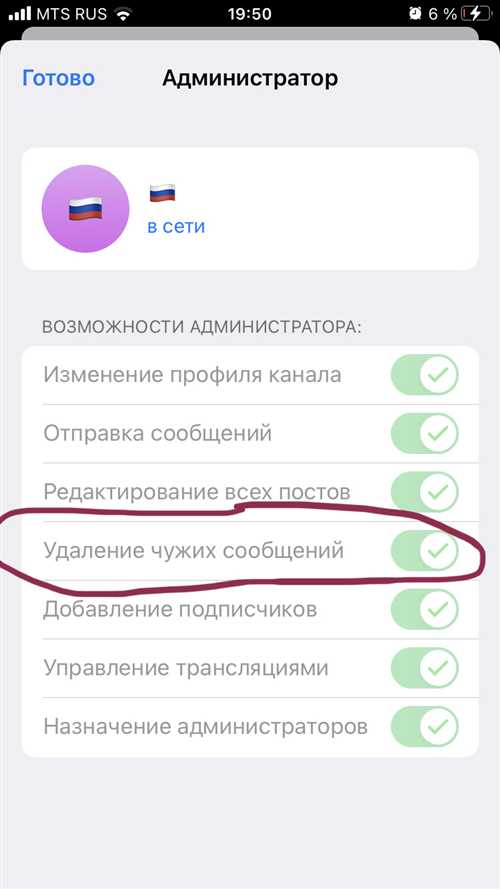 MTS RUS 19:50 6 %
Готово Администратор
в сети
ВОЗМОЖНОСТИ АДМИНИСТРАТОРА:
Изменение профиля канала
Отправка сообщений
Редактирование всех постов
Удаление чужих сообщений
Добавление подписчиков
Управление трансляциями
Назначение администраторов